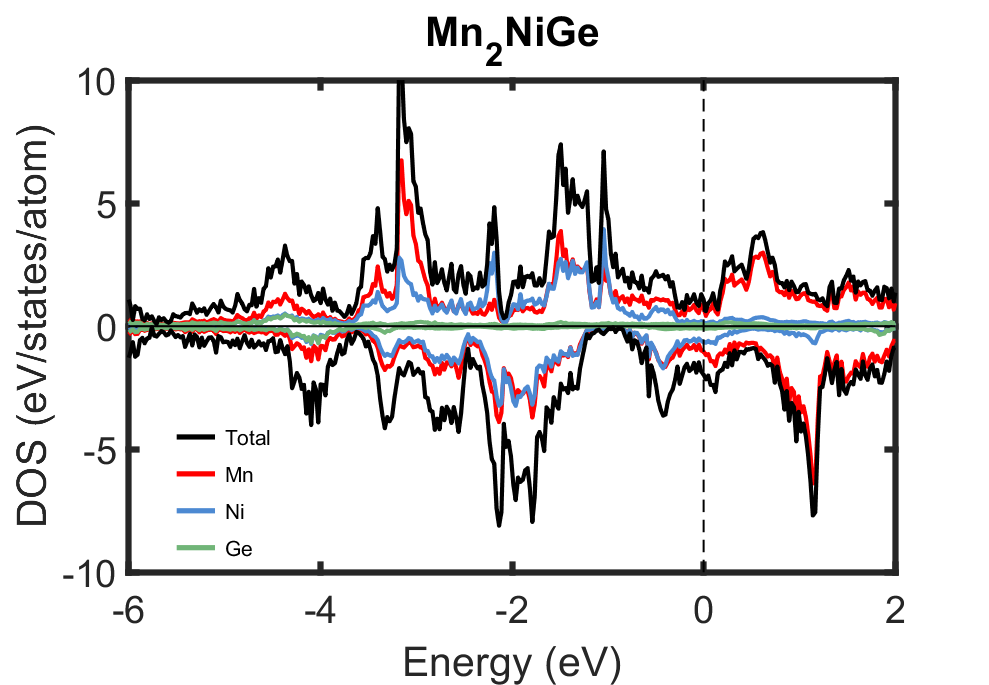 Mn₂NiGe
10
5
0
-5
-10
DOS (eV/states/atom)
Total
Mn
Ni
Ge
-6 -4 -2 0 2
Energy (eV)